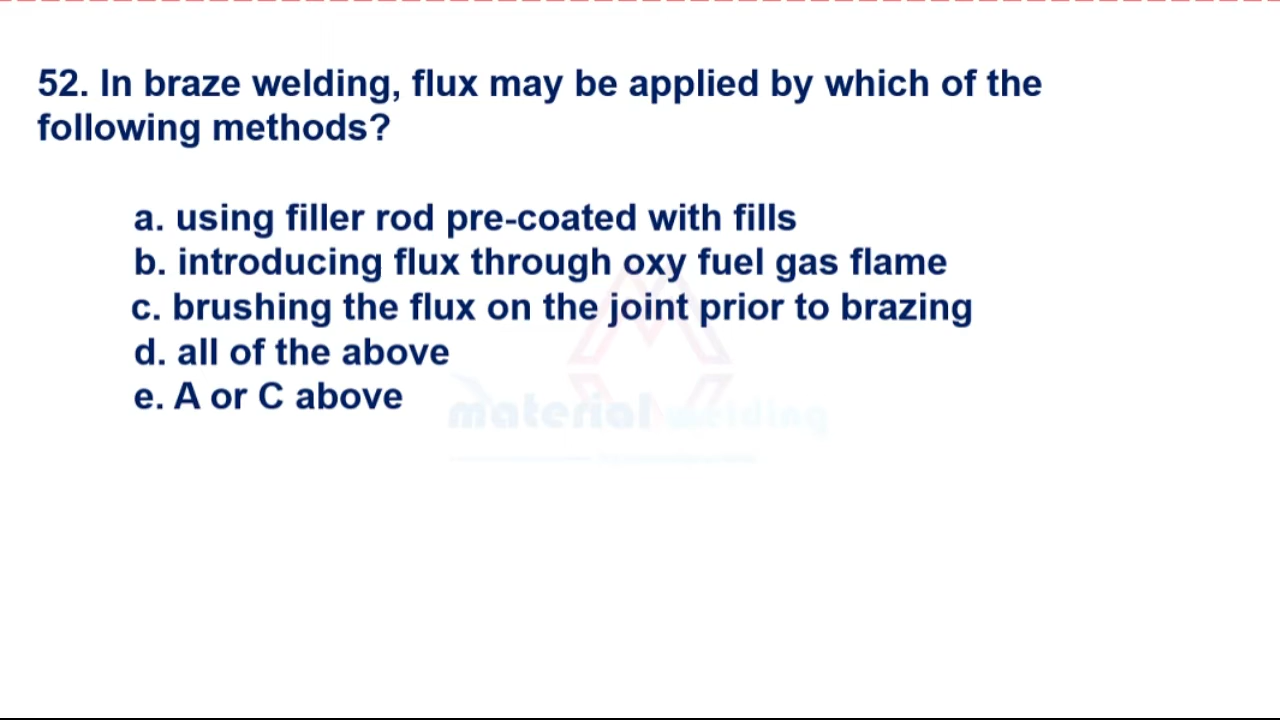 52. In braze welding, flux may be applied by which of the
following methods?
a. using filler rod pre-coated with fills
b. introducing flux through oxy fuel gas flame
c. brushing the flux on the joint prior to brazing
d. all of the above
e. A or C above
material welding